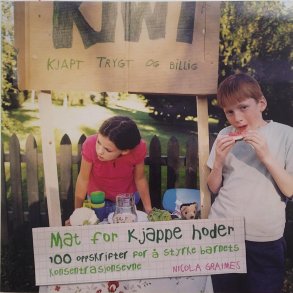 KIWI
KJAPT TRYGT OG BILLIG
Mat for kjappe hoder
100 oppskrifter for å styrke barnets
konsentrasjonsevne
NICOLA GRAIMES